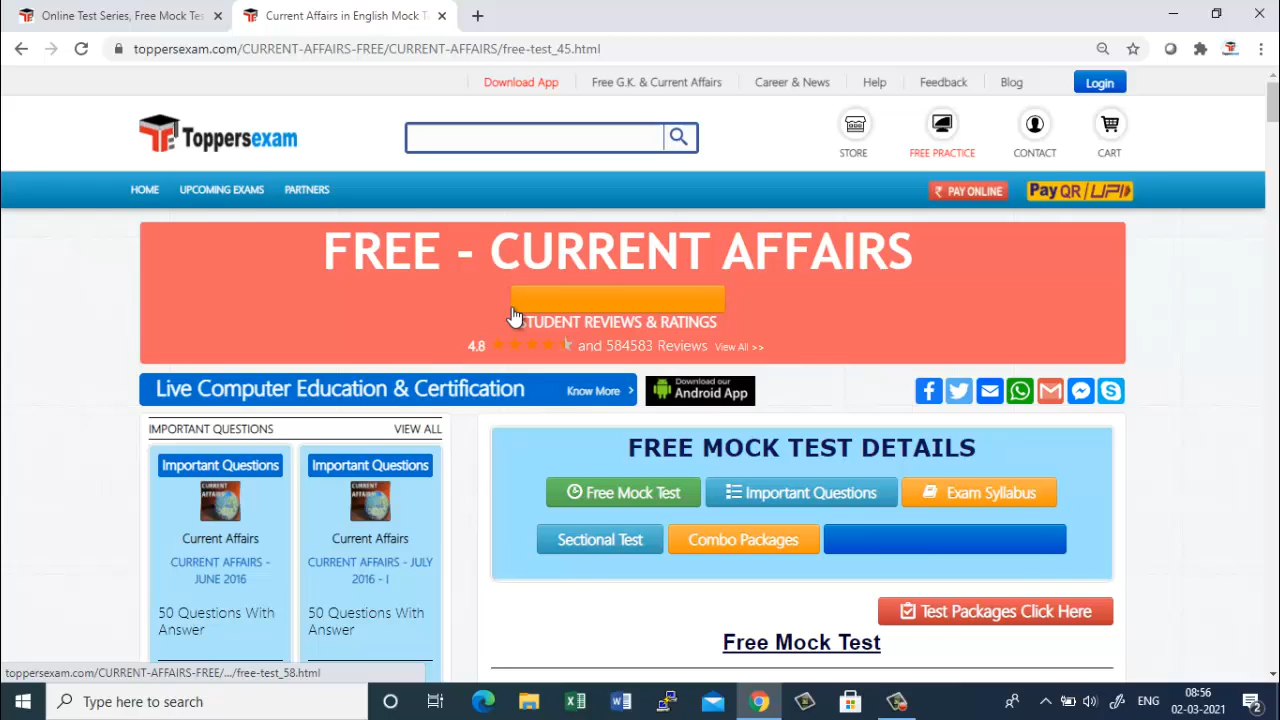 Online Test Series, Free Mock Tes
Current Affairs in English Mock T
toppersexam.com/CURRENT-AFFAIRS-FREE/CURRENT-AFFAIRS/free-test_45.html
Download App
Free G.K. & Current Affairs
Career & News
Help
Feedback
Blog
Login
Toppersexam
STORE
FREE PRACTICE
CONTACT
CART
HOME
UPCOMING EXAMS
PARTNERS
₹ PAY ONLINE
Pay QR / UPI
FREE - CURRENT AFFAIRS
STUDENT REVIEWS & RATINGS
4.8 and 584583 Reviews View All >>
Live Computer Education & Certification Know More >
Download our
Android App
IMPORTANT QUESTIONS VIEW ALL
Important Questions
CURRENT
AFFAIRS
Current Affairs
CURRENT AFFAIRS -
JUNE 2016
50 Questions With
Answer
Important Questions
CURRENT
AFFAIRS
Current Affairs
CURRENT AFFAIRS - JULY
2016 - I
50 Questions With
Answer
FREE MOCK TEST DETAILS
Free Mock Test
Important Questions
Exam Syllabus
Sectional Test
Combo Packages
Test Packages Click Here
Free Mock Test
toppersexam.com/CURRENT-AFFAIRS-FREE/.../free-test_58.html
Type here to search
ENG
08:56
02-03-2021
2